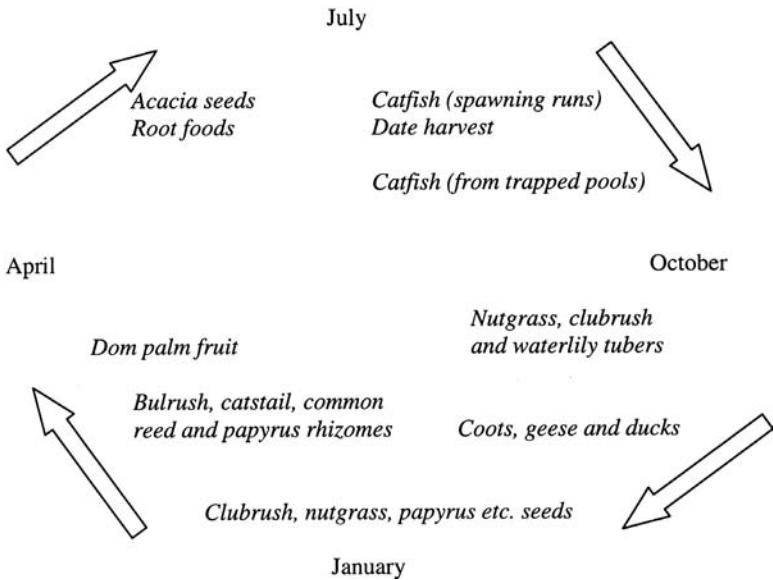 July
Acacia seeds
Root foods
Catfish (spawning runs)
Date harvest
Catfish (from trapped pools)
April
October
Nutgrass, clubrush
and waterlily tubers
Dom palm fruit
Bulrush, catstail, common
reed and papyrus rhizomes
Coots, geese and ducks
Clubrush, nutgrass, papyrus etc. seeds
January